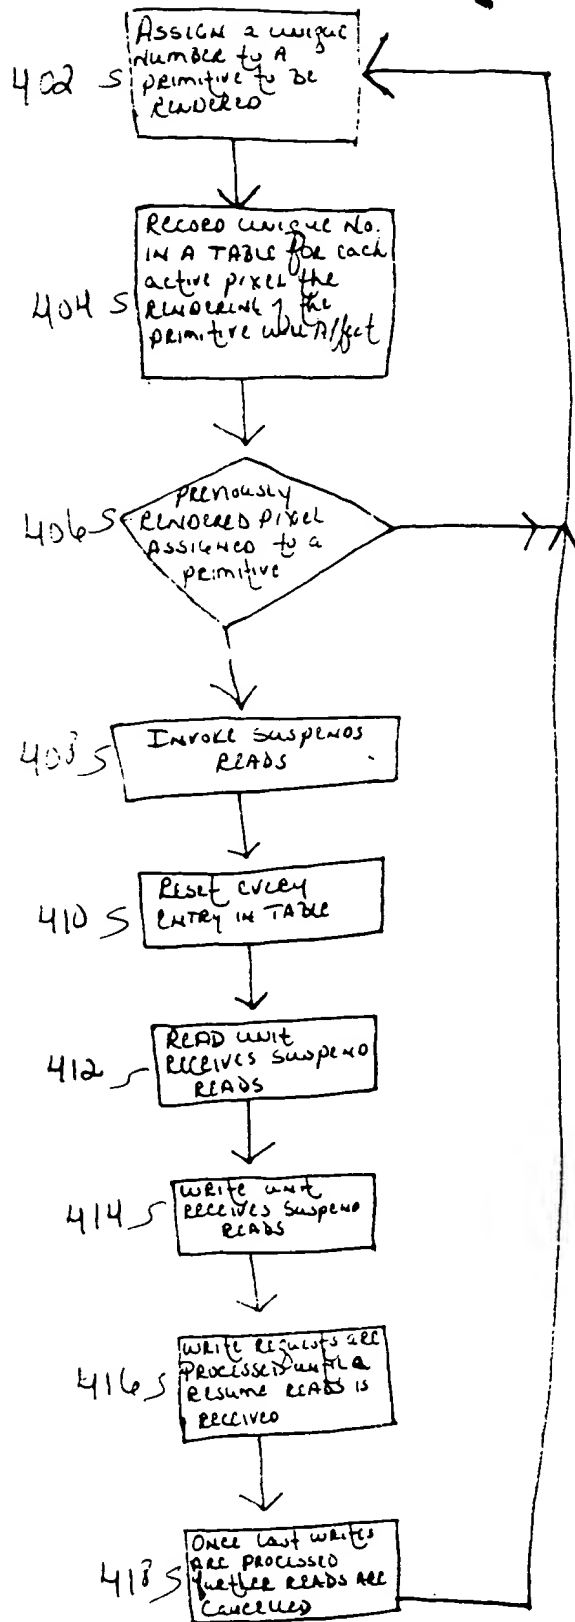 402
ASSIGN a unique
number to A
primitive to be
RENDERED
404
RECORD unique No.
IN A TABLE for each
active pixel the
RENDERING of the
primitive will Affect
406
previously
RENDERED PIXEL
ASSIGNED to a
primitive
408
INVOKE SUSPENDS
READS
410
RESET EVERY
ENTRY IN TABLE
412
READ UNIT
RECEIVES SUSPEND
READS
414
WRITE UNIT
RECEIVES SUSPEND
READS
416
WRITE REQUESTS ARE
PROCESSED UNTIL A
RESUME READS IS
RECEIVED
418
ONCE LAST WRITES
ARE PROCESSED
further READS ARE
CANCELLED